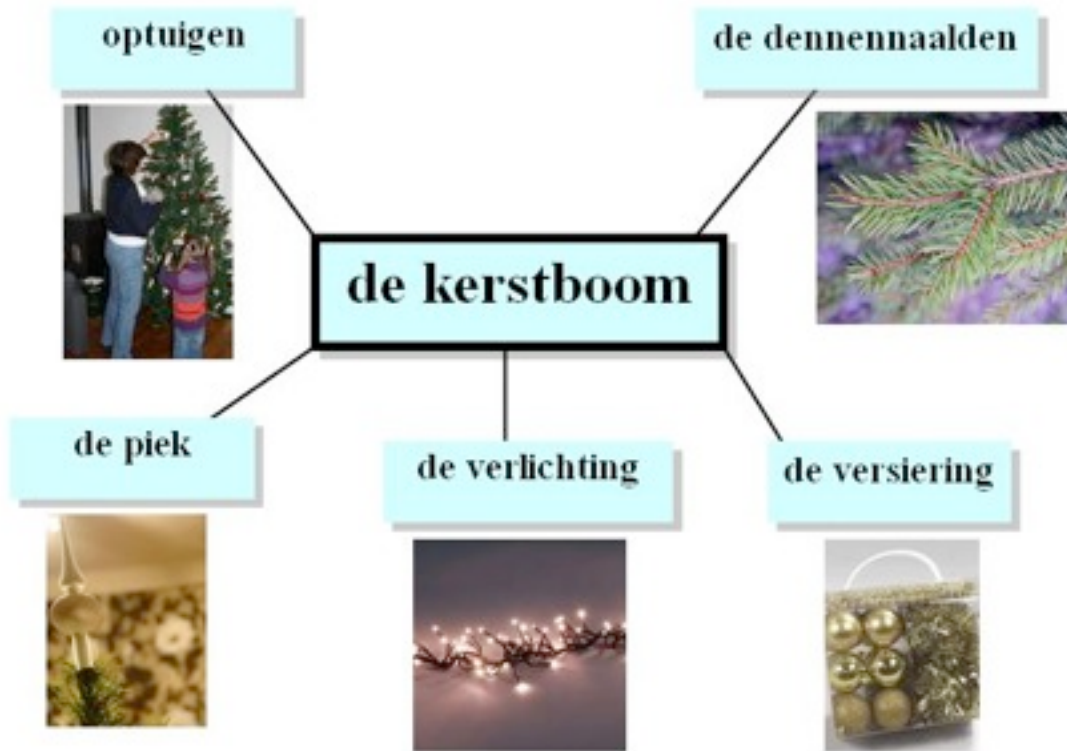 optuigen
de dennennaalden
de kerstboom
de piek
de verlichting
de versiering